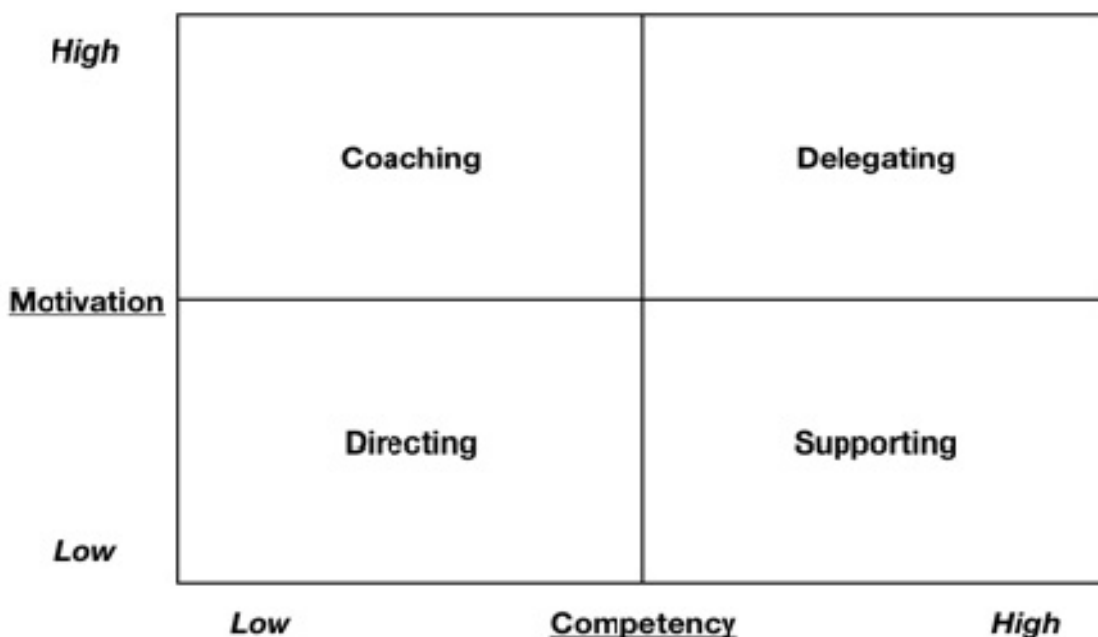 High
Coaching Delegating
Motivation
Directing Supporting
Low
Low Competency High